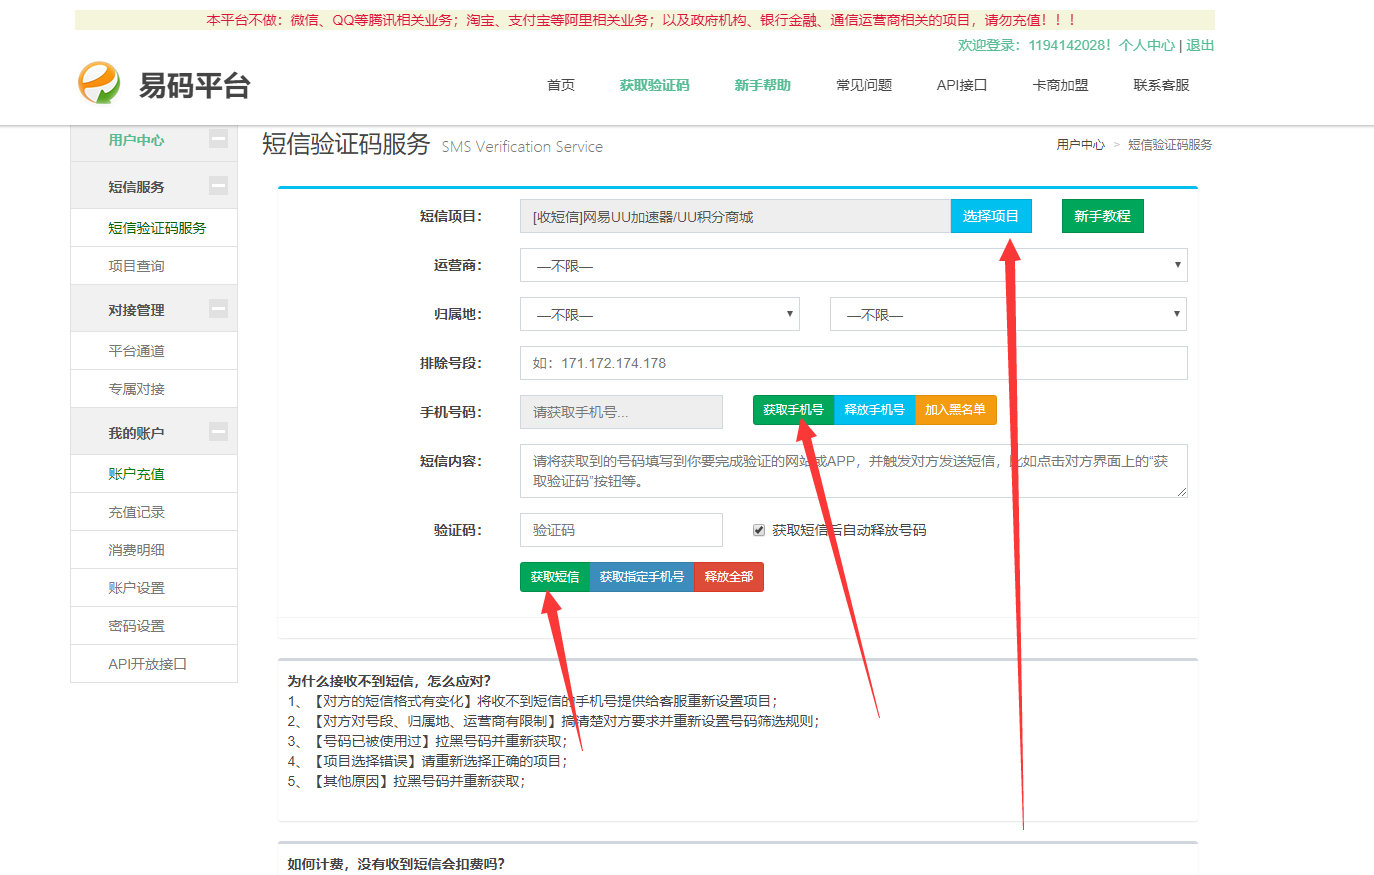 本平台不做：微信、QQ等腾讯相关业务；淘宝、支付宝等阿里相关业务；以及政府机构、银行金融、通信运营商相关的项目，请勿充值！！！
欢迎登录：1194142028！个人中心 | 退出
易码平台
首页 获取验证码 新手帮助 常见问题 API接口 卡商加盟 联系客服
用户中心
短信服务
短信验证码服务
项目查询
对接管理
平台通道
专属对接
我的账户
账户充值
充值记录
消费明细
账户设置
密码设置
API开放接口
短信验证码服务 SMS Verification Service
用户中心 > 短信验证码服务
短信项目： [收短信]网易UU加速器/UU积分商城 选择项目 新手教程
运营商： —不限—
归属地： —不限— —不限—
排除号段： 如：171.172.174.178
手机号码： 请获取手机号... 获取手机号 释放手机号 加入黑名单
短信内容： 请将获取到的号码填写到你要完成验证的网站或APP，并触发对方发送短信，比如点击对方界面上的“获
取验证码”按钮等。
验证码： 验证码 获取短信后自动释放号码
获取短信 获取指定手机号 释放全部
为什么接收不到短信，怎么应对？
1、【对方的短信格式有变化】将收不到短信的手机号提供给客服重新设置项目；
2、【对方对号段、归属地、运营商有限制】搞清楚对方要求并重新设置号码筛选规则；
3、【号码已被使用过】拉黑号码并重新获取；
4、【项目选择错误】请重新选择正确的项目；
5、【其他原因】拉黑号码并重新获取；
如何计费，没有收到短信会扣费吗？